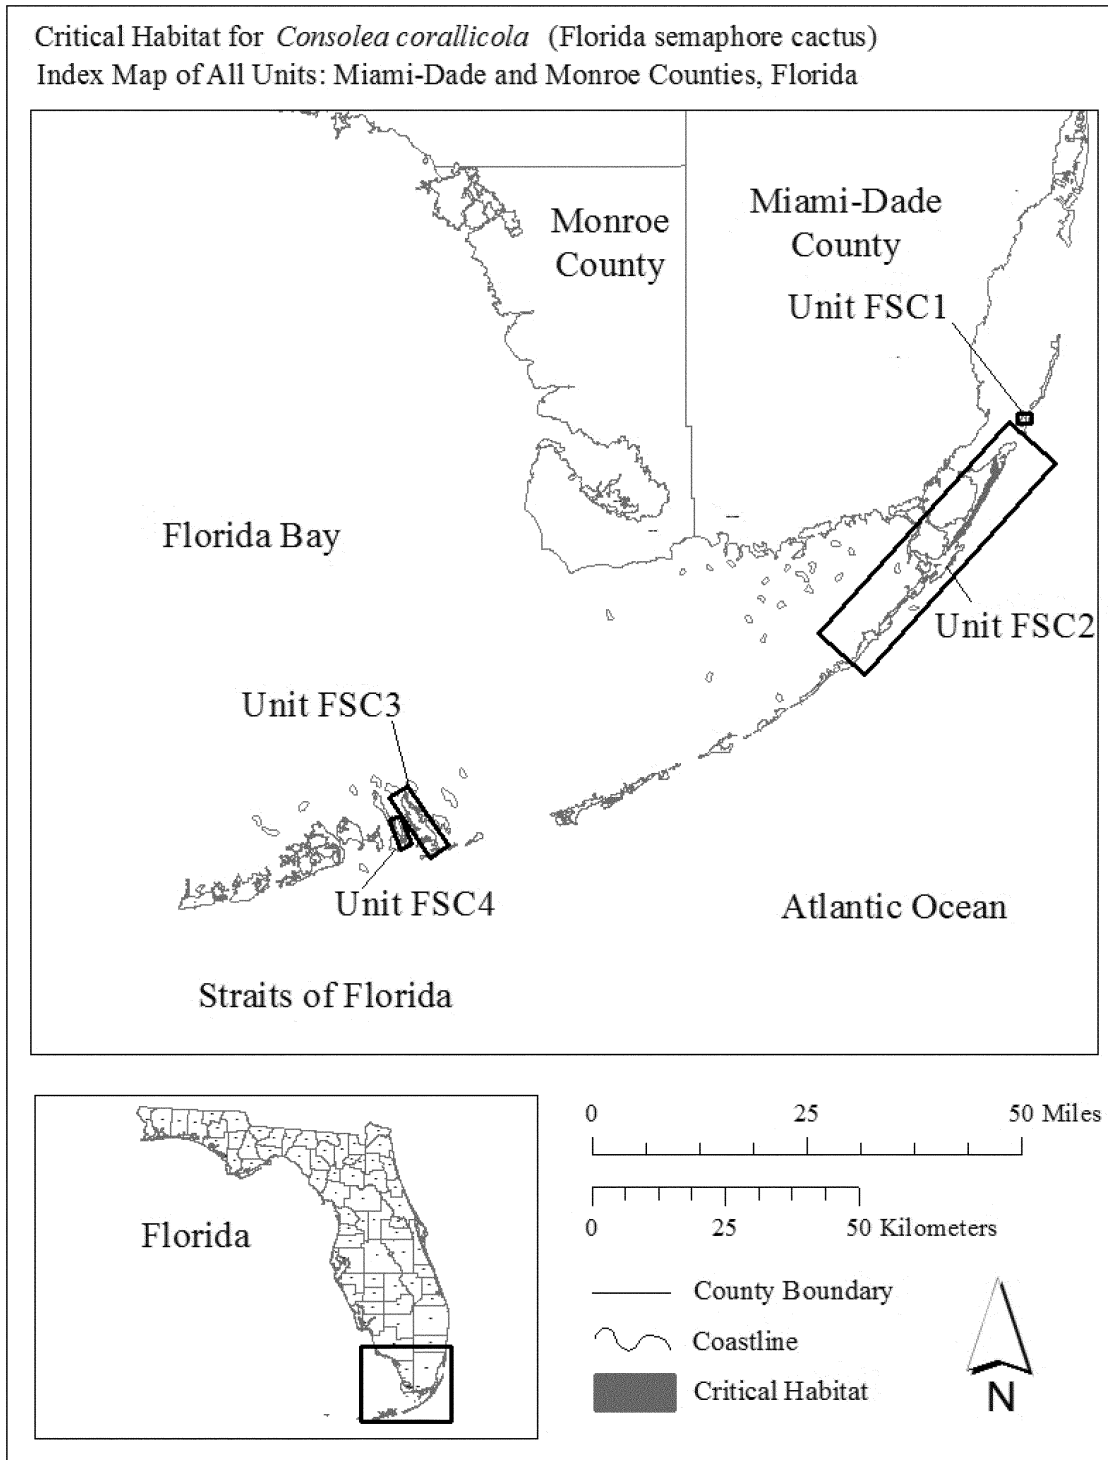 Critical Habitat for Consolea corallicola (Florida semaphore cactus)
Index Map of All Units: Miami-Dade and Monroe Counties, Florida
Monroe
County
Miami-Dade
County
Unit FSC1
Florida Bay
Unit FSC2
Unit FSC3
Unit FSC4
Atlantic Ocean
Straits of Florida
Florida
0 25 50 Miles
0 25 50 Kilometers
County Boundary
Coastline
Critical Habitat
N